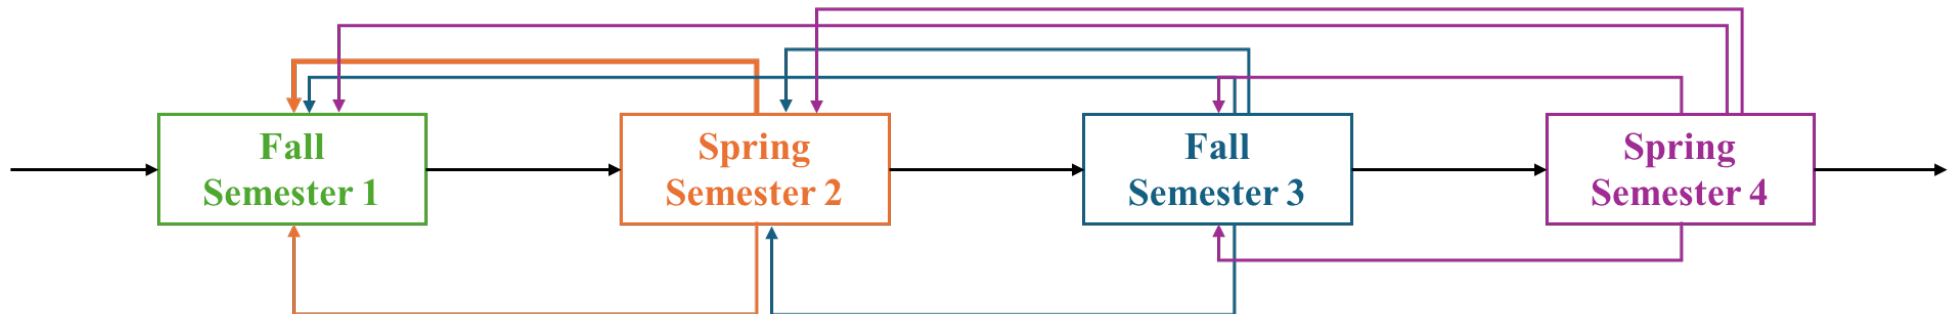 Fall
Semester 1
Spring
Semester 2
Fall
Semester 3
Spring
Semester 4